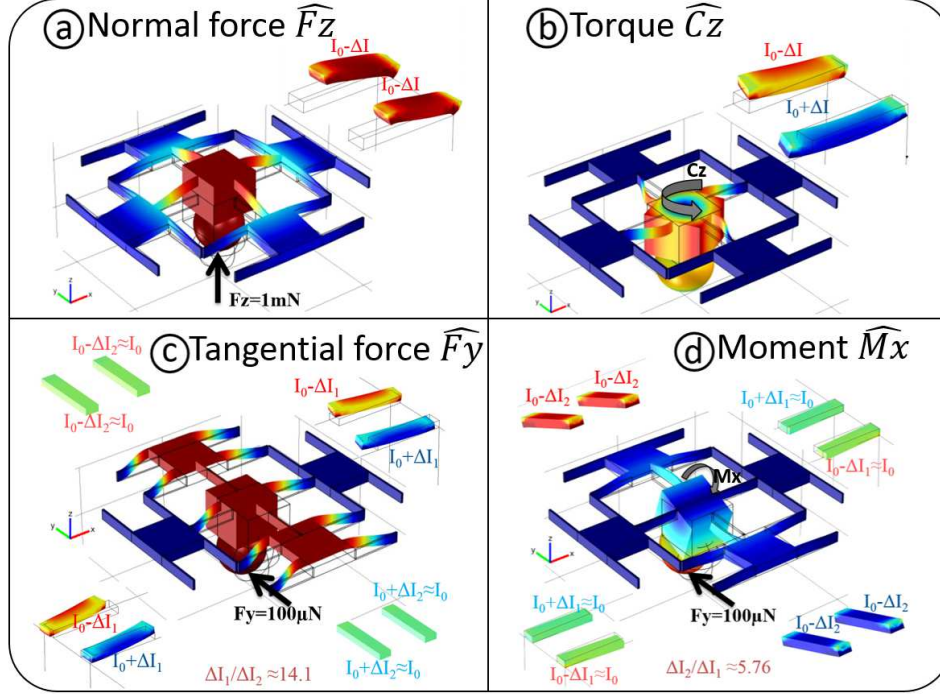 ⓐNormal force F̂z
I₀-ΔI
I₀-ΔI
Fz=1mN
z
y
x
ⓑTorque Ĉz
I₀-ΔI
I₀+ΔI
Cz
z
y
x
ⓒTangential force F̂y
I₀-ΔI₂≈I₀
I₀-ΔI₂≈I₀
I₀-ΔI₁
I₀+ΔI₁
z
y
x
I₀-ΔI₁
I₀+ΔI₁
Fy=100µN
I₀+ΔI₂≈I₀
I₀+ΔI₂≈I₀
ΔI₁/ΔI₂ ≈14.1
ⓓMoment M̂x
I₀-ΔI₂
I₀-ΔI₂
I₀+ΔI₁≈I₀
I₀-ΔI₁≈I₀
Mx
z
y
x
I₀+ΔI₁≈I₀
I₀-ΔI₁≈I₀
Fy=100µN
I₀-ΔI₂
I₀-ΔI₂
ΔI₂/ΔI₁ ≈5.76